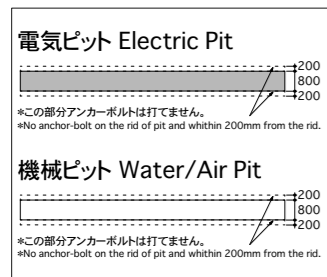 電気ピット Electric Pit
200
800
200
*この部分アンカーボルトは打てません。
*No anchor-bolt on the rid of pit and whithin 200mm from the rid.
機械ピット Water/Air Pit
200
800
200
*この部分アンカーボルトは打てません。
*No anchor-bolt on the rid of pit and whithin 200mm from the rid.